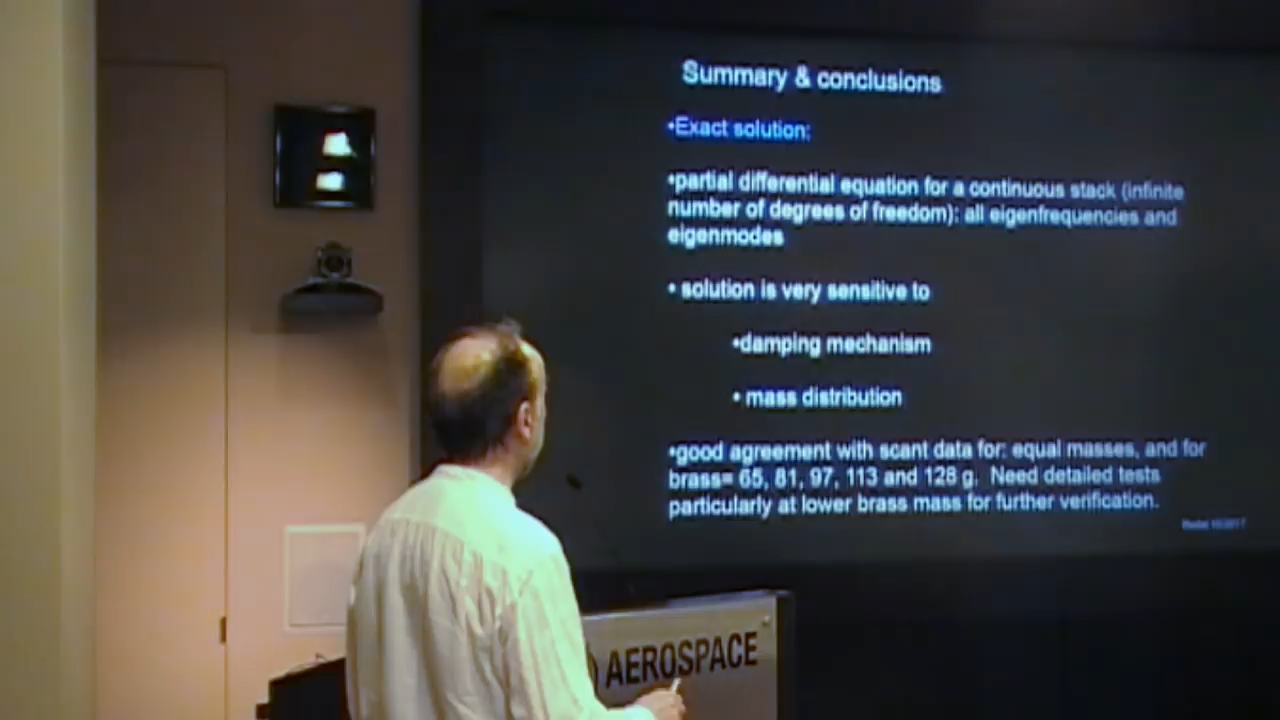 Summary & conclusions
•Exact solution:
•partial differential equation for a continuous stack (infinite
number of degrees of freedom): all eigenfrequencies and
eigenmodes
• solution is very sensitive to
•damping mechanism
• mass distribution
•good agreement with scant data for: equal masses, and for
brass= 65, 81, 97, 113 and 128 g. Need detailed tests
particularly at lower brass mass for further verification.
AEROSPACE